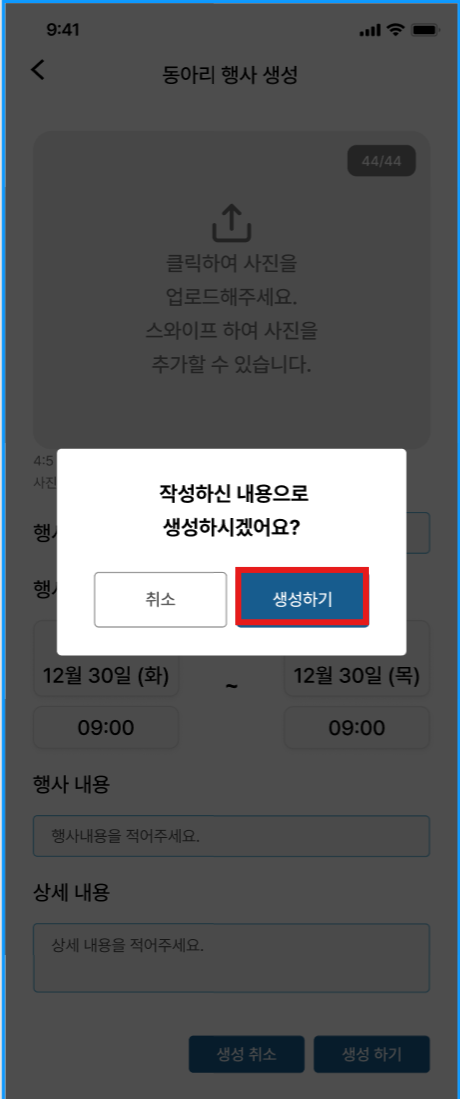 9:41
동아리 행사 생성
44/44
클릭하여 사진을
업로드해주세요.
스와이프 하여 사진을
추가할 수 있습니다.
4:5
사진
행사
작성하신 내용으로
생성하시겠어요?
행사
취소
생성하기
12월 30일 (화)
~
12월 30일 (목)
09:00
09:00
행사 내용
행사내용을 적어주세요.
상세 내용
상세 내용을 적어주세요.
생성 취소
생성 하기